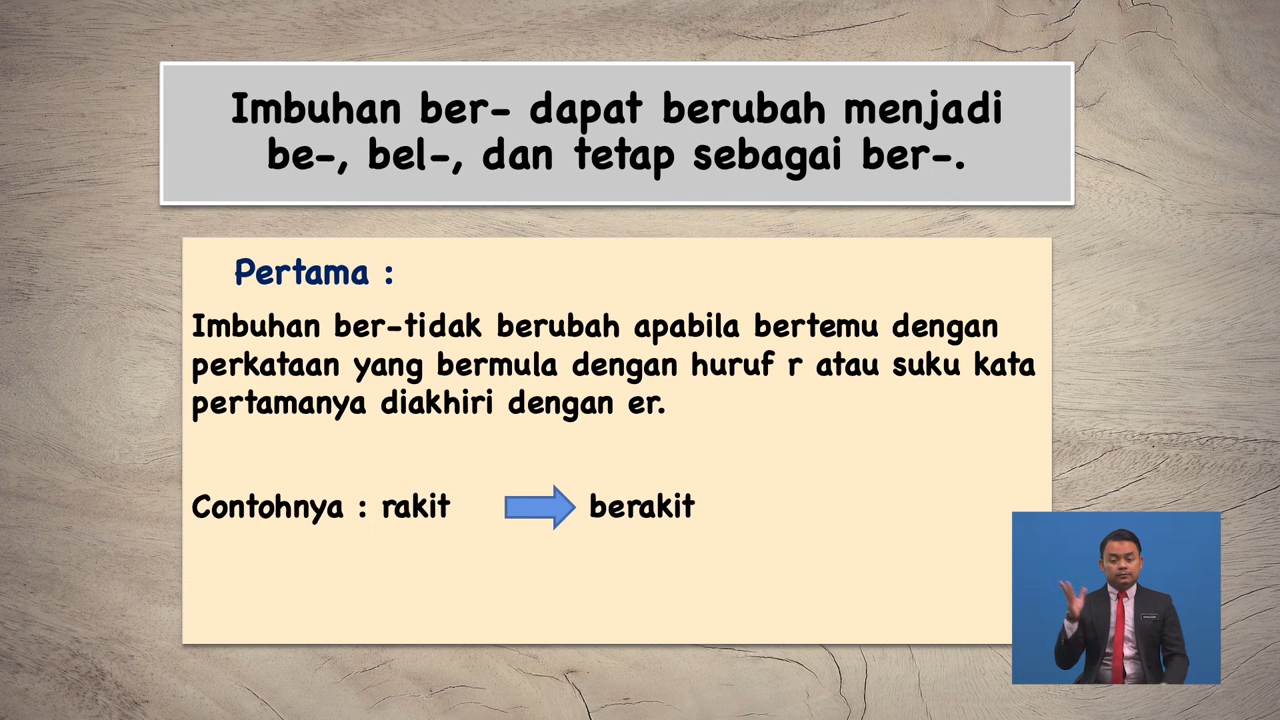 Imbuhan ber- dapat berubah menjadi
be-, bel-, dan tetap sebagai ber-.
Pertama :
Imbuhan ber-tidak berubah apabila bertemu dengan
perkataan yang bermula dengan huruf r atau suku kata
pertamanya diakhiri dengan er.
Contohnya : rakit berakit